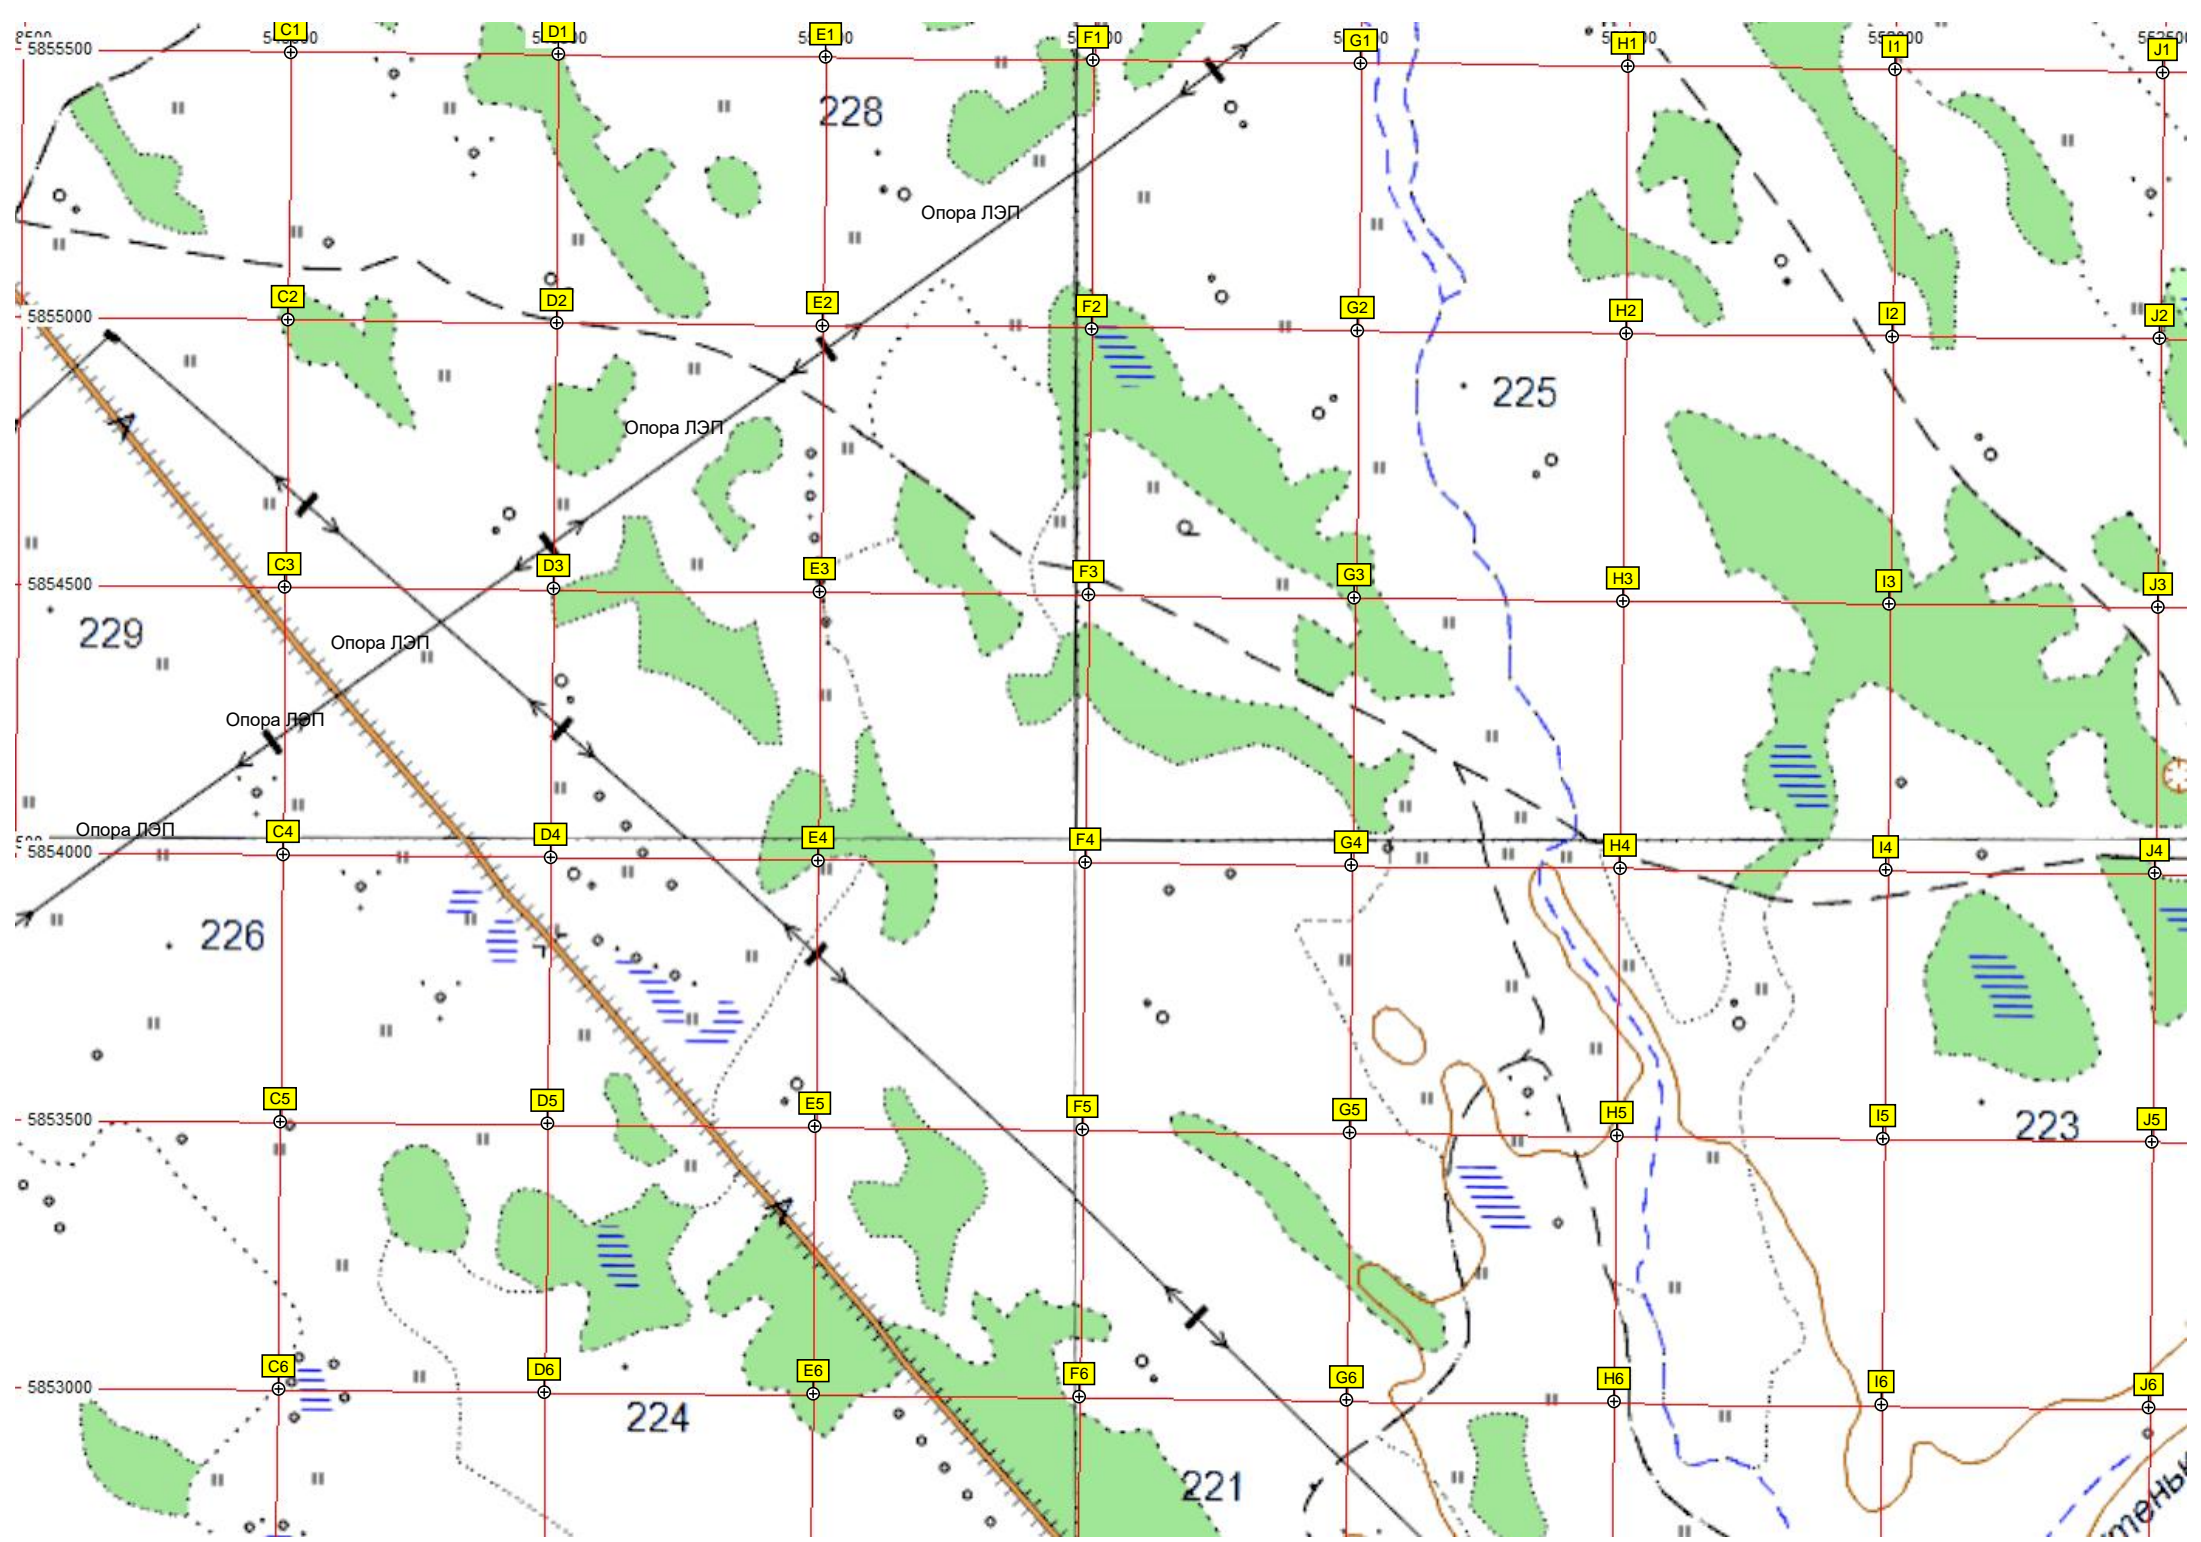 C1 D1 E1 F1 G1 H1 I1 J1
5855500
228
Опора ЛЭП
C2 D2 E2 F2 G2 H2 I2 J2
5855000
225
Опора ЛЭП
C3 D3 E3 F3 G3 H3 I3 J3
5854500
229
Опора ЛЭП
Р
Опора ЛЭП
Опора ЛЭП
C4 D4 E4 F4 G4 H4 I4 J4
5854000
226
C5 D5 E5 F5 G5 H5 I5 J5
5853500
223
C6 D6 E6 F6 G6 H6 I6 J6
5853000
224
221